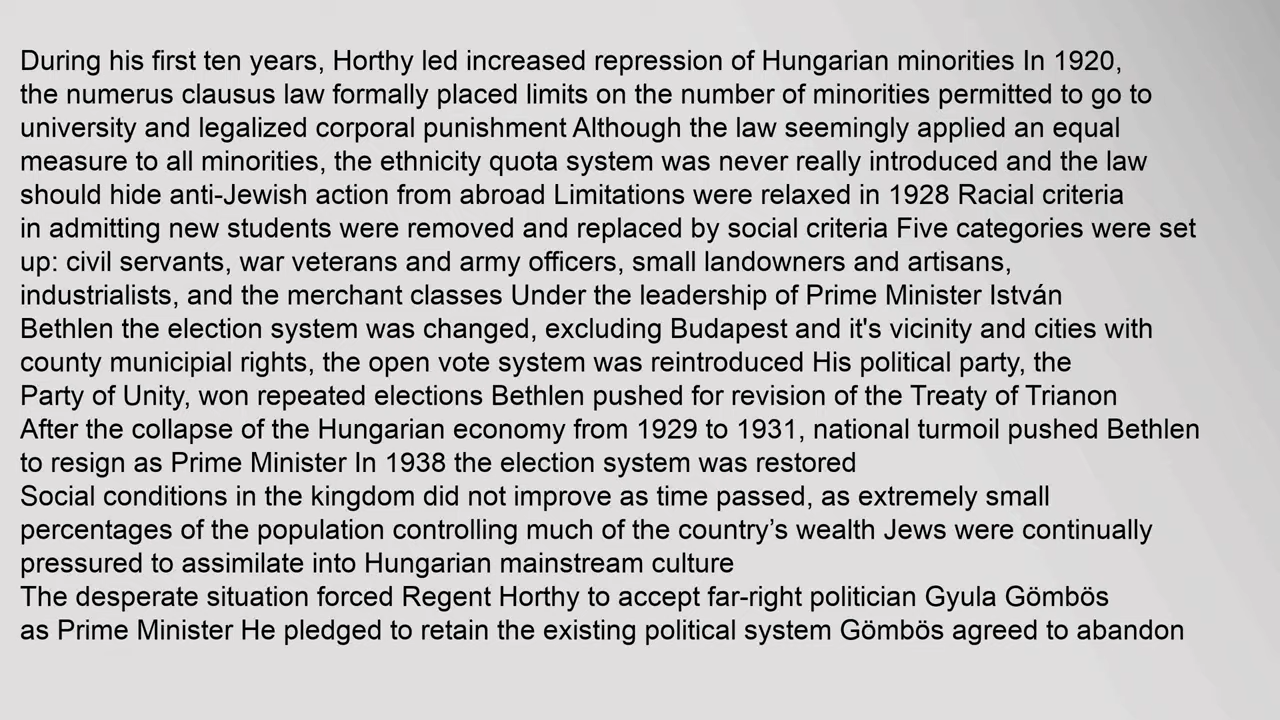 During his first ten years, Horthy led increased repression of Hungarian minorities In 1920,
the numerus clausus law formally placed limits on the number of minorities permitted to go to
university and legalized corporal punishment Although the law seemingly applied an equal
measure to all minorities, the ethnicity quota system was never really introduced and the law
should hide anti-Jewish action from abroad Limitations were relaxed in 1928 Racial criteria
in admitting new students were removed and replaced by social criteria Five categories were set
up: civil servants, war veterans and army officers, small landowners and artisans,
industrialists, and the merchant classes Under the leadership of Prime Minister István
Bethlen the election system was changed, excluding Budapest and it's vicinity and cities with
county municipial rights, the open vote system was reintroduced His political party, the
Party of Unity, won repeated elections Bethlen pushed for revision of the Treaty of Trianon
After the collapse of the Hungarian economy from 1929 to 1931, national turmoil pushed Bethlen
to resign as Prime Minister In 1938 the election system was restored
Social conditions in the kingdom did not improve as time passed, as extremely small
percentages of the population controlling much of the country’s wealth Jews were continually
pressured to assimilate into Hungarian mainstream culture
The desperate situation forced Regent Horthy to accept far-right politician Gyula Gömbös
as Prime Minister He pledged to retain the existing political system Gömbös agreed to abandon